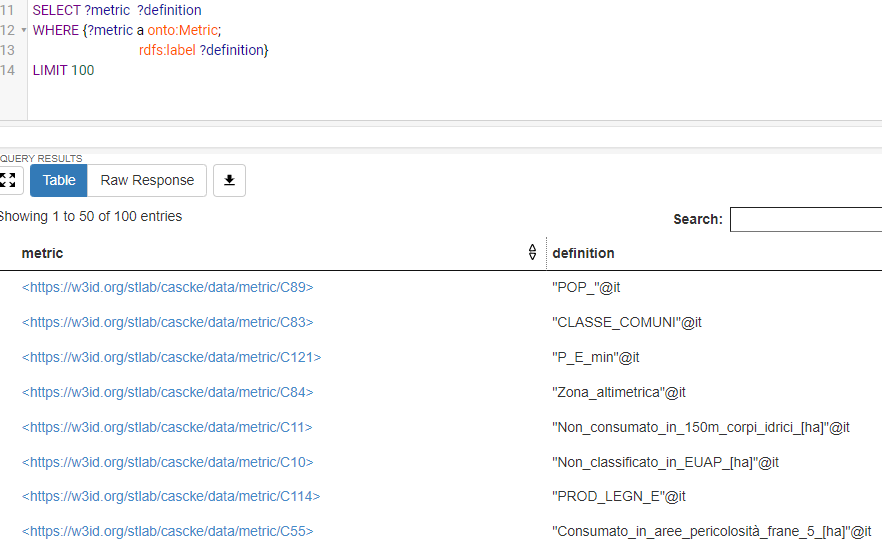 11 SELECT ?metric ?definition
12 WHERE {?metric a onto:Metric;
13 rdfs:label ?definition}
14 LIMIT 100
QUERY RESULTS
Table Raw Response
Showing 1 to 50 of 100 entries
Search:
metric definition
<https://w3id.org/stlab/cascke/data/metric/C89> "POP_"@it
<https://w3id.org/stlab/cascke/data/metric/C83> "CLASSE_COMUNI"@it
<https://w3id.org/stlab/cascke/data/metric/C121> "P_E_min"@it
<https://w3id.org/stlab/cascke/data/metric/C84> "Zona_altimetrica"@it
<https://w3id.org/stlab/cascke/data/metric/C11> "Non_consumato_in_150m_corpi_idrici_[ha]"@it
<https://w3id.org/stlab/cascke/data/metric/C10> "Non_classificato_in_EUAP_[ha]"@it
<https://w3id.org/stlab/cascke/data/metric/C114> "PROD_LEGN_E"@it
<https://w3id.org/stlab/cascke/data/metric/C55> "Consumato_in_aree_pericolosità_frane_5_[ha]"@it